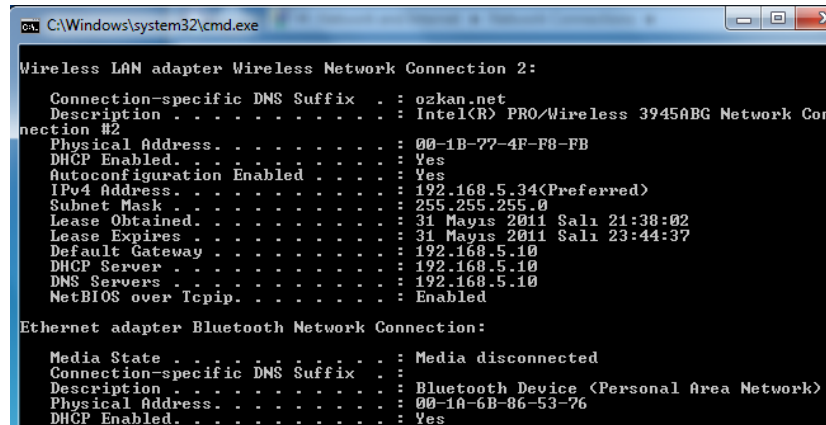 C:\Windows\system32\cmd.exe
Wireless LAN adapter Wireless Network Connection 2:
Connection-specific DNS Suffix . : ozkan.net
Description . . . . . . . . . . . : Intel(R) PRO/Wireless 3945ABG Network Con
nection #2
Physical Address. . . . . . . . . : 00-1B-77-4F-F8-FB
DHCP Enabled. . . . . . . . . . . : Yes
Autoconfiguration Enabled . . . . : Yes
IPv4 Address. . . . . . . . . . . : 192.168.5.34(Preferred)
Subnet Mask . . . . . . . . . . . : 255.255.255.0
Lease Obtained. . . . . . . . . . : 31 Mayıs 2011 Salı 21:38:02
Lease Expires . . . . . . . . . . : 31 Mayıs 2011 Salı 23:44:37
Default Gateway . . . . . . . . . : 192.168.5.10
DHCP Server . . . . . . . . . . . : 192.168.5.10
DNS Servers . . . . . . . . . . . : 192.168.5.10
NetBIOS over Tcpip. . . . . . . . : Enabled
Ethernet adapter Bluetooth Network Connection:
Media State . . . . . . . . . . . : Media disconnected
Connection-specific DNS Suffix . :
Description . . . . . . . . . . . : Bluetooth Device (Personal Area Network)
Physical Address. . . . . . . . . : 00-1A-6B-86-53-76
DHCP Enabled. . . . . . . . . . . : Yes